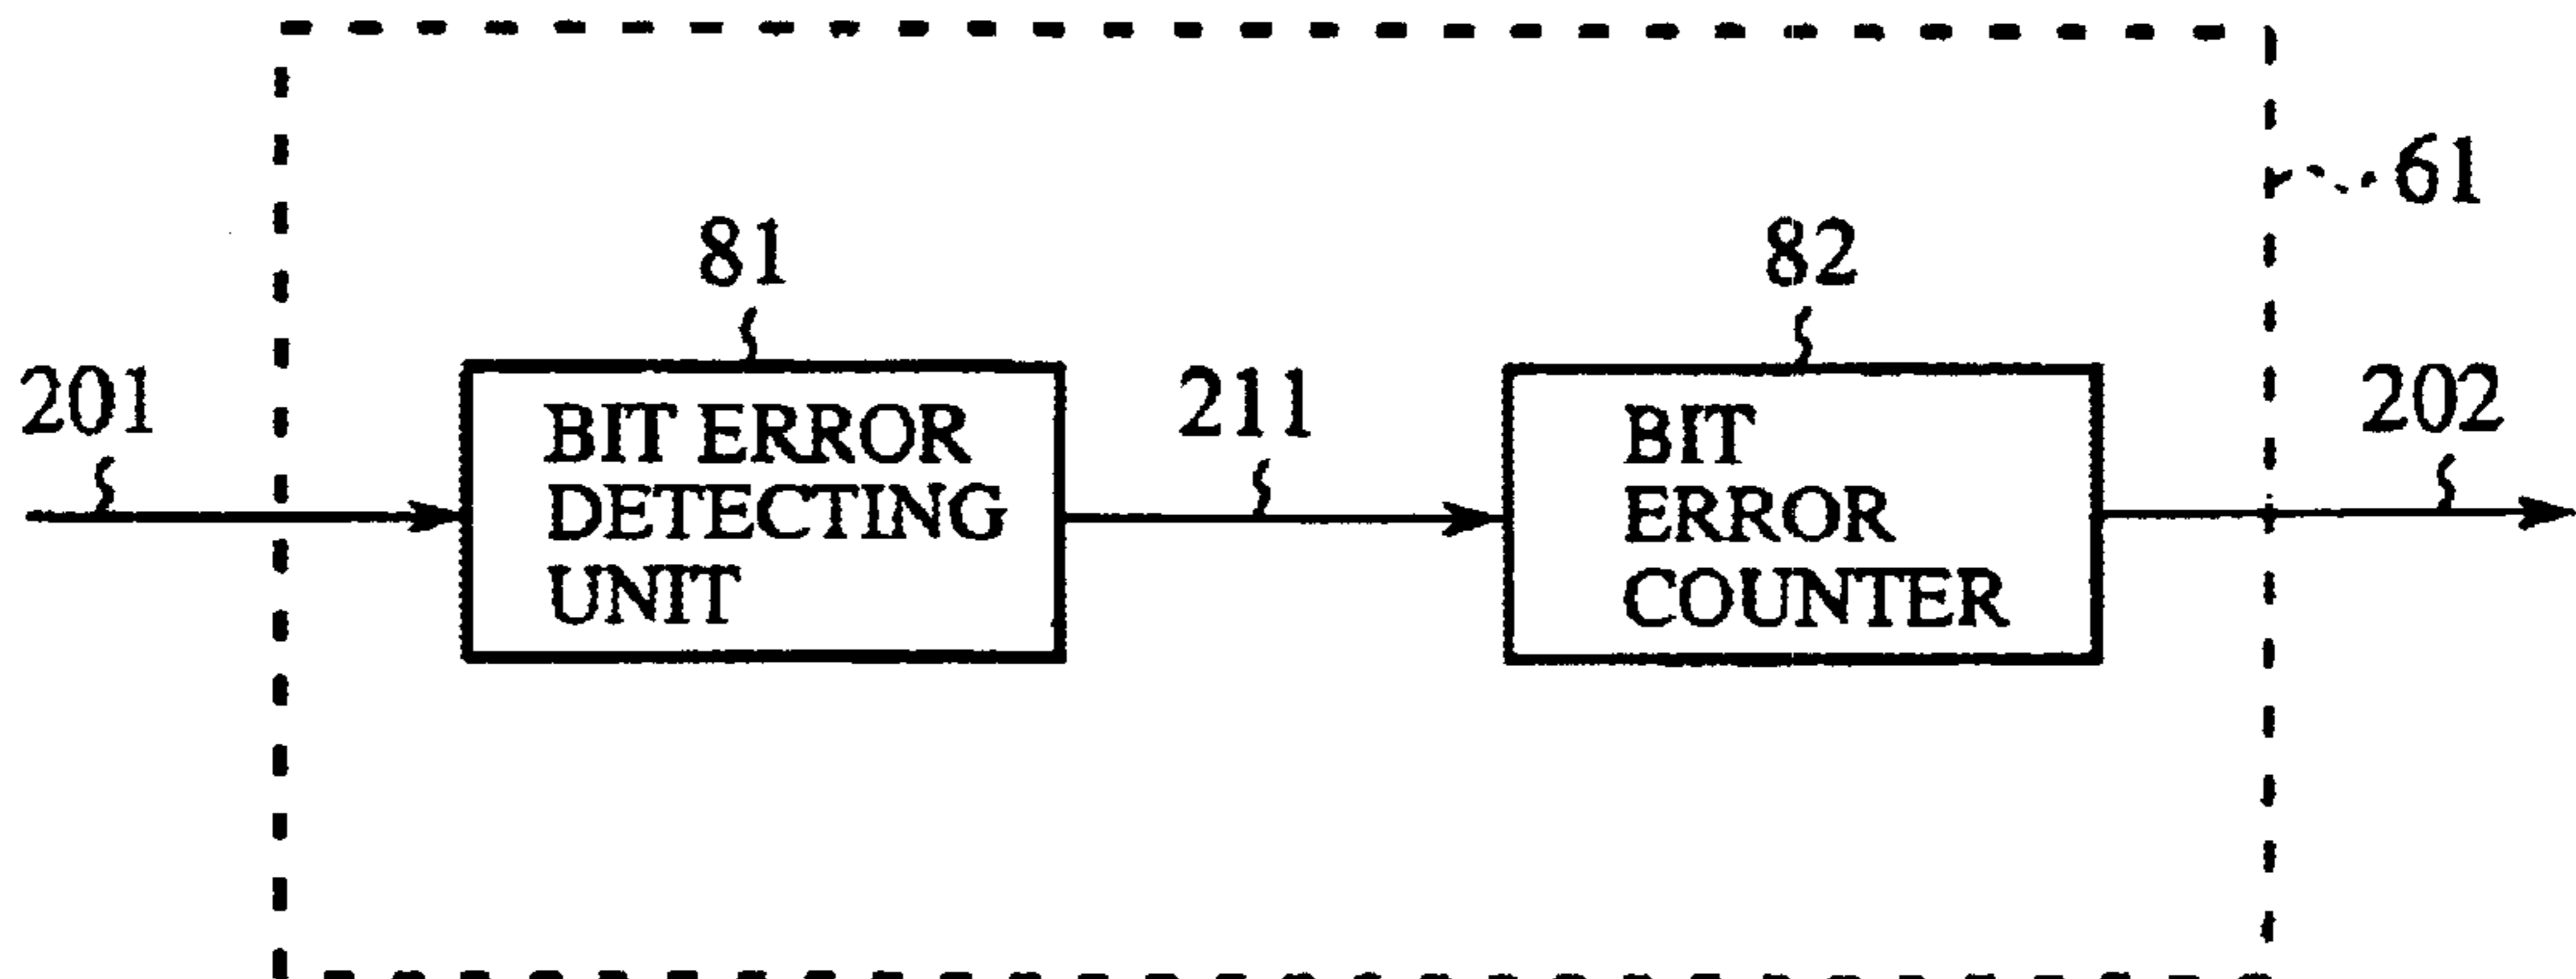 61
81
82
201
211
202
BIT ERROR
DETECTING
UNIT
BIT
ERROR
COUNTER